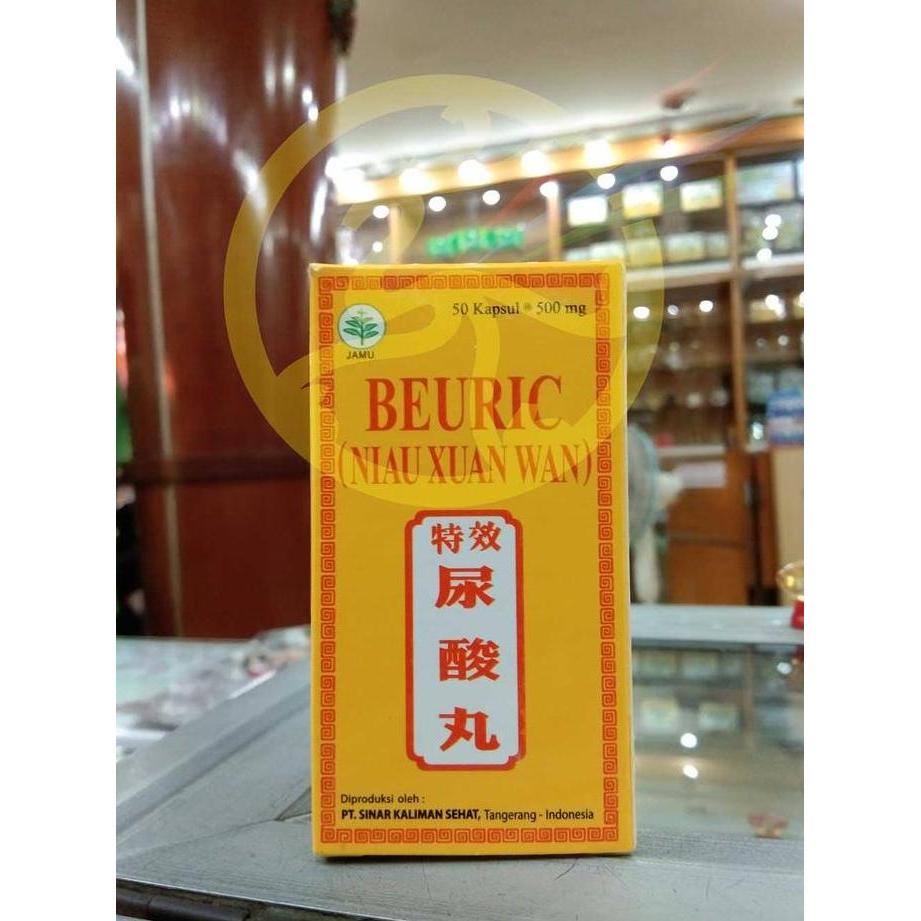 50 Kapsul * 500 mg
JAMU
BEURIC
(NIAU XUAN WAN)
特效
尿
酸
丸
Diproduksi oleh :
PT. SINAR KALIMAN SEHAT, Tangerang - Indonesia